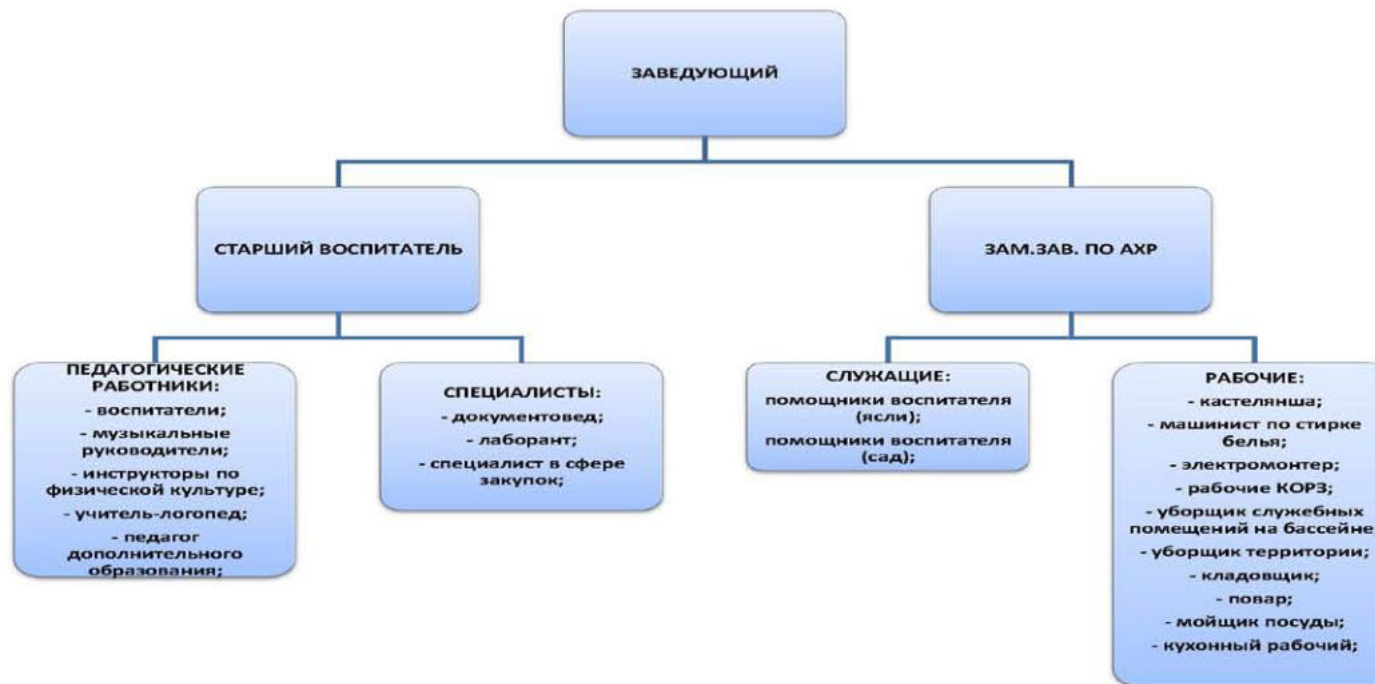 ЗАВЕДУЮЩИЙ
СТАРШИЙ ВОСПИТАТЕЛЬ
ЗАМ.ЗАВ. ПО АХР
ПЕДАГОГИЧЕСКИЕ
РАБОТНИКИ:
- воспитатели;
- музыкальные
руководители;
- инструкторы по
физической культуре;
- учитель-логопед;
- педагог
дополнительного
образования;
СПЕЦИАЛИСТЫ:
- документовед;
- лаборант;
- специалист в сфере
закупок;
СЛУЖАЩИЕ:
помощники воспитателя
(ясли);
помощники воспитателя
(сад);
РАБОЧИЕ:
- кастелянша;
- машинист по стирке
белья;
- электромонтер;
- рабочие КОРЗ;
- уборщик служебных
помещений на бассейне;
- уборщик территории;
- кладовщик;
- повар;
- мойщик посуды;
- кухонный рабочий;